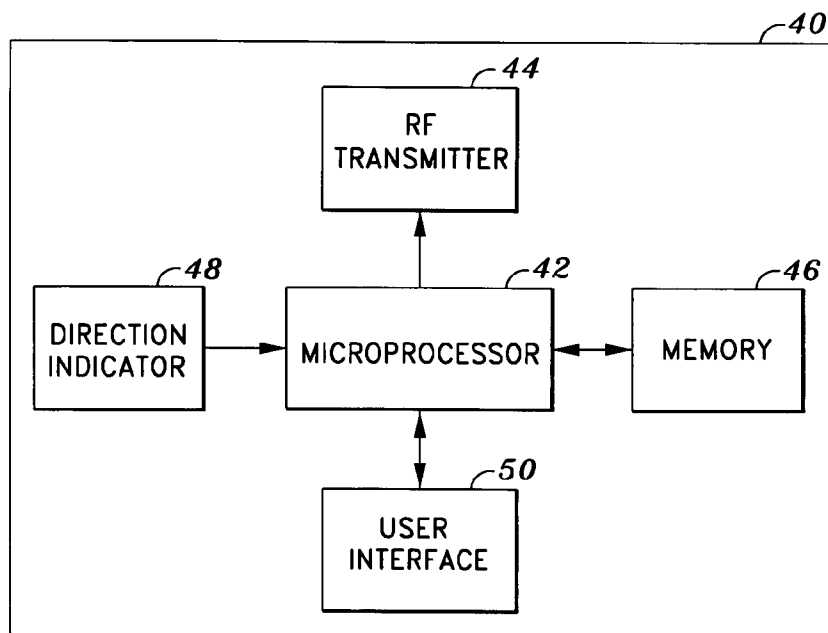 40
44
RF
TRANSMITTER
48
DIRECTION
INDICATOR
42
MICROPROCESSOR
46
MEMORY
50
USER
INTERFACE